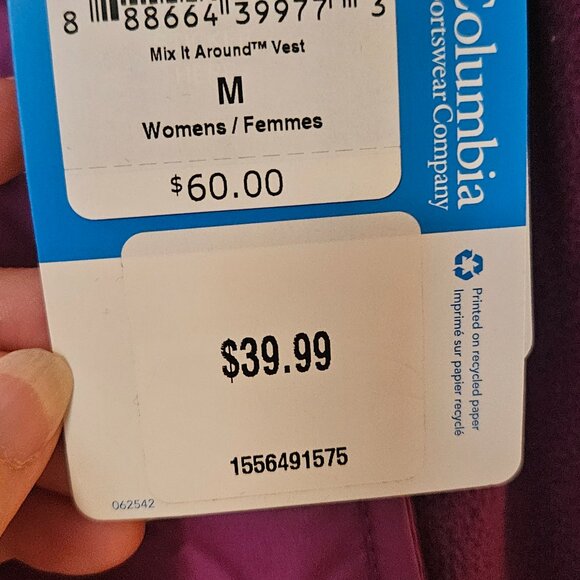 8 88664 39977 3
Mix It Around™ Vest
M
Womens / Femmes
$60.00
Columbia
Sportswear Company
Printed on recycled paper
Imprimé sur papier recyclé
$39.99
1556491575
062542